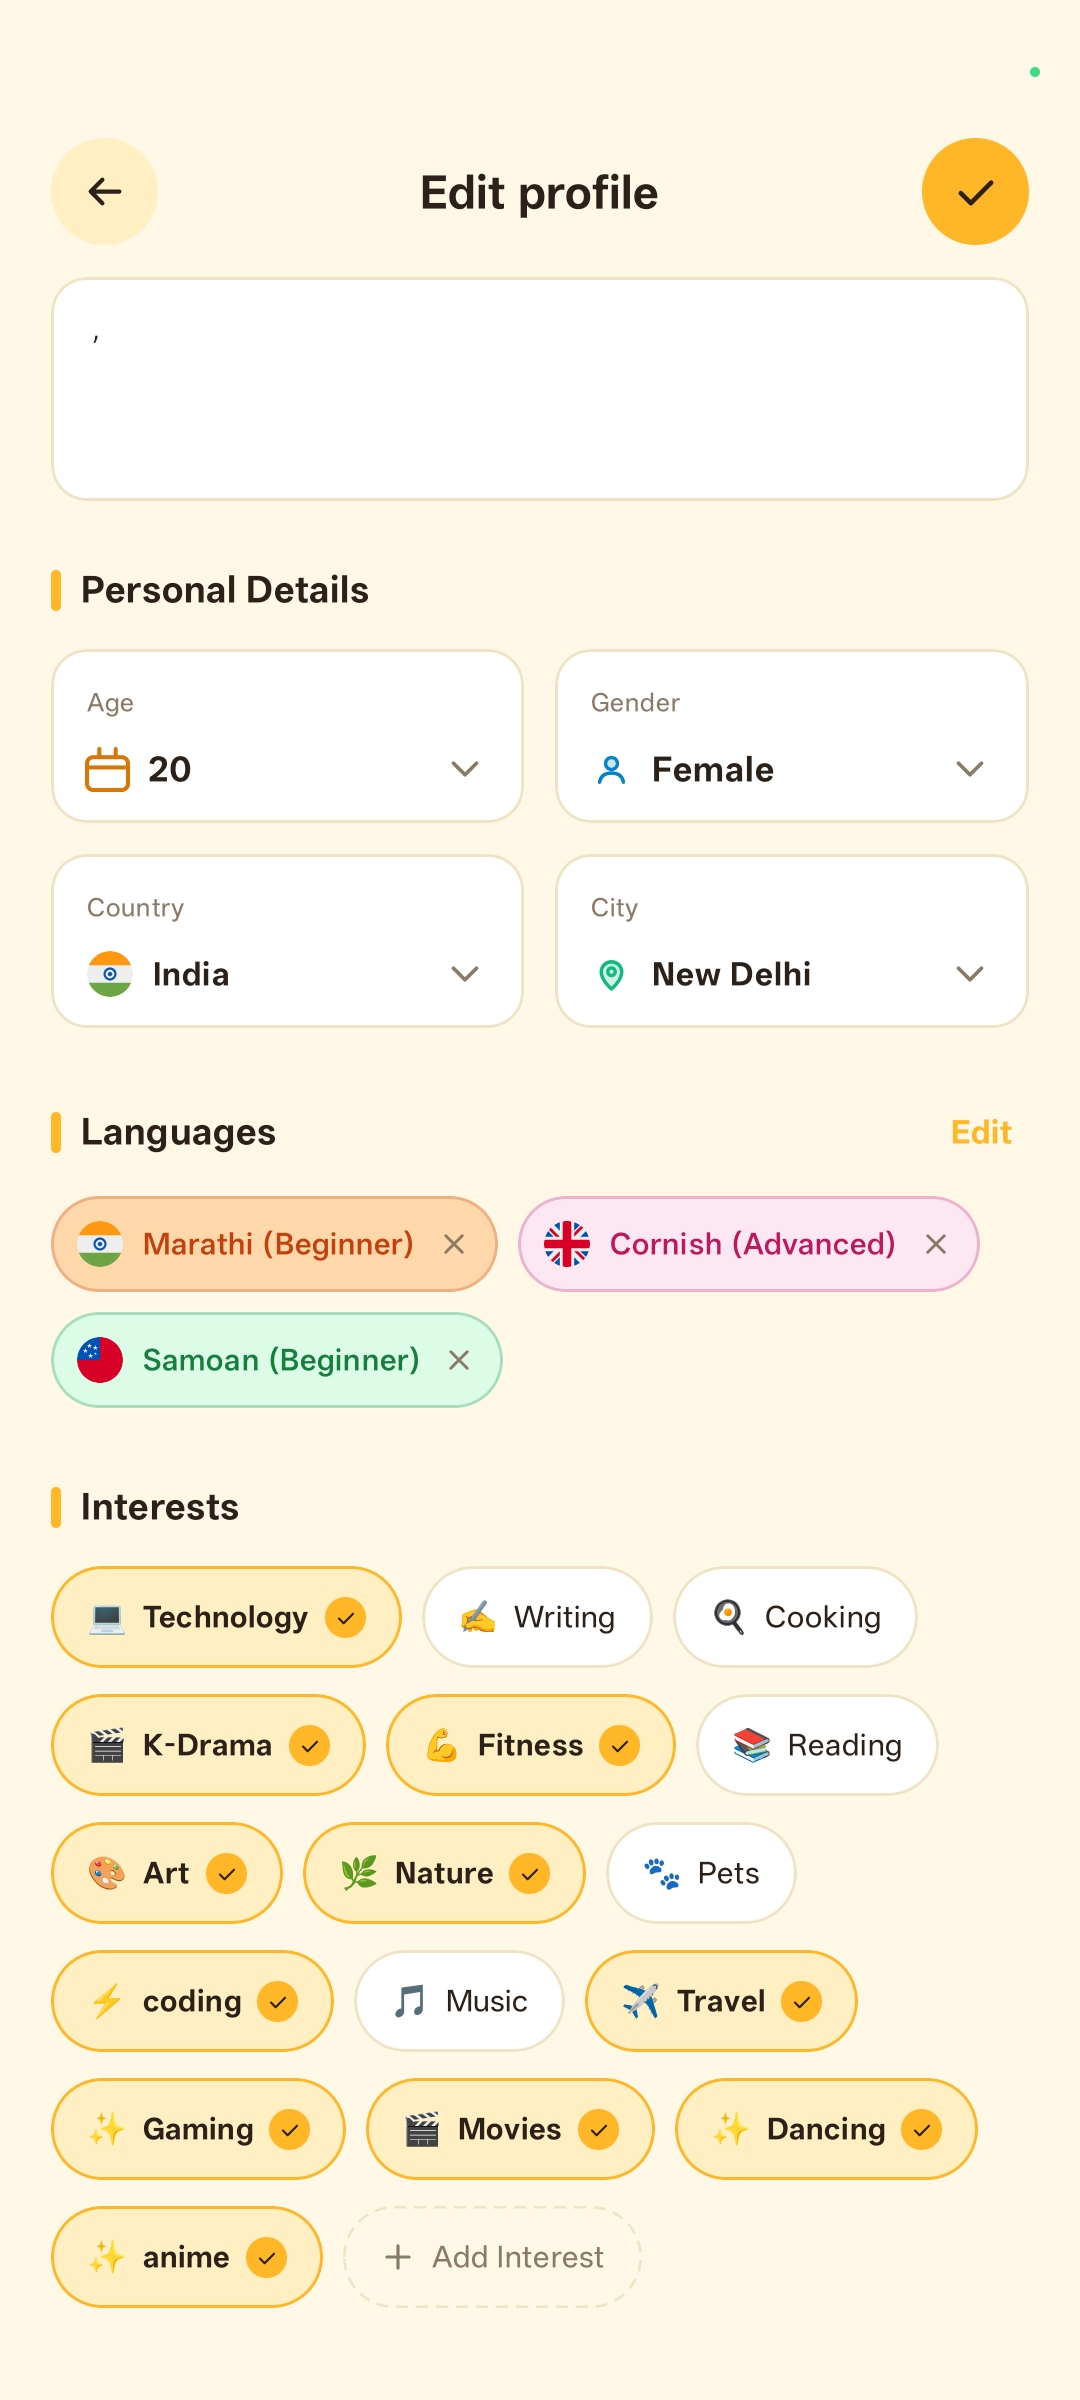 Edit profile
,
Personal Details
Age
Gender
20
Female
Country
City
India
New Delhi
Languages
Edit
Marathi (Beginner)
Cornish (Advanced)
Samoan (Beginner)
Interests
Technology
Writing
Cooking
K-Drama
Fitness
Reading
Art
Nature
Pets
coding
Music
Travel
Gaming
Movies
Dancing
anime
+ Add Interest